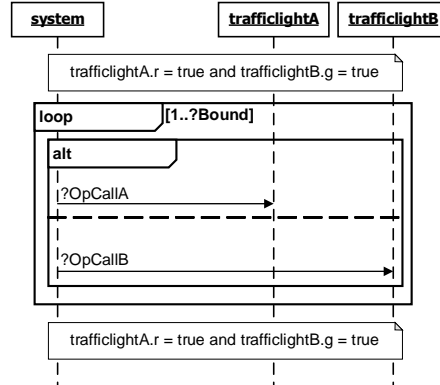 system trafficlightA trafficlightB
trafficlightA.r = true and trafficlightB.g = true
loop [1..?Bound]
alt
?OpCallA
?OpCallB
trafficlightA.r = true and trafficlightB.g = true